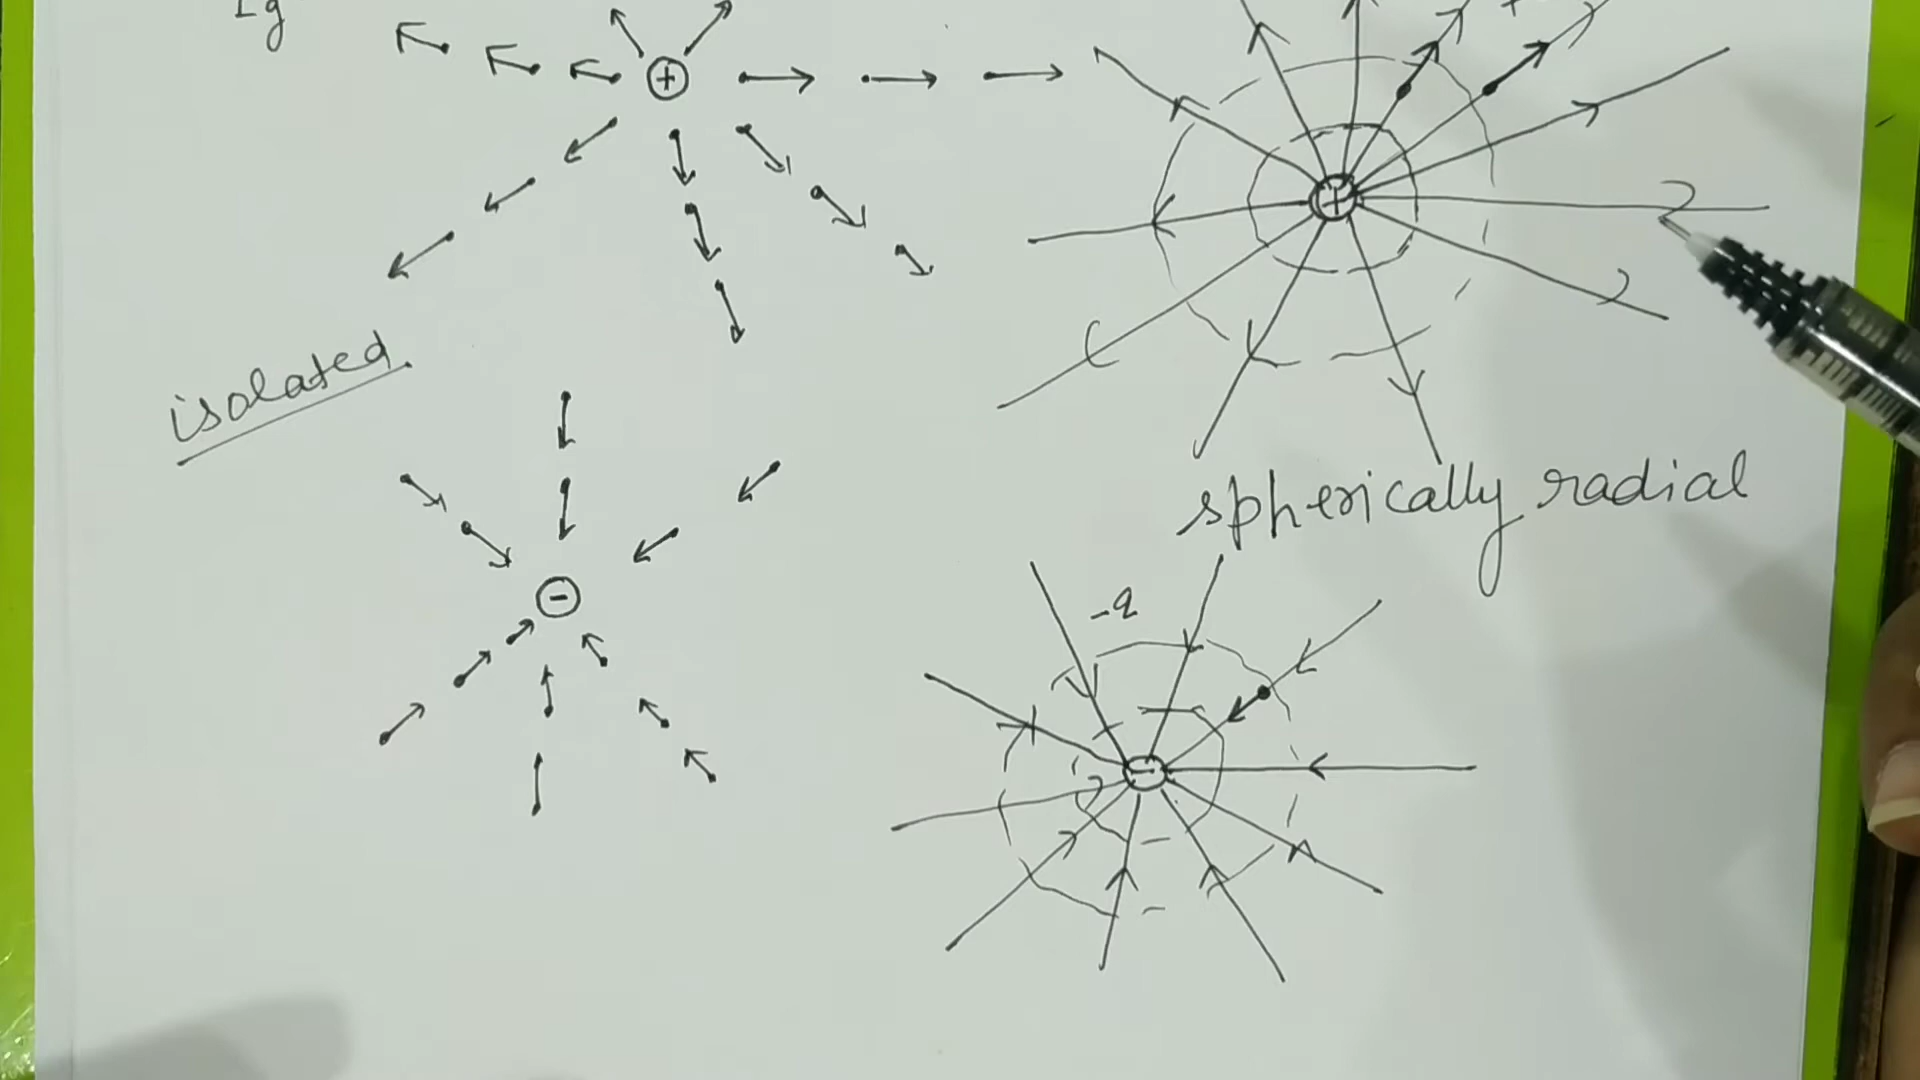 +
+
isolated.
spherically radial
-q
-
-